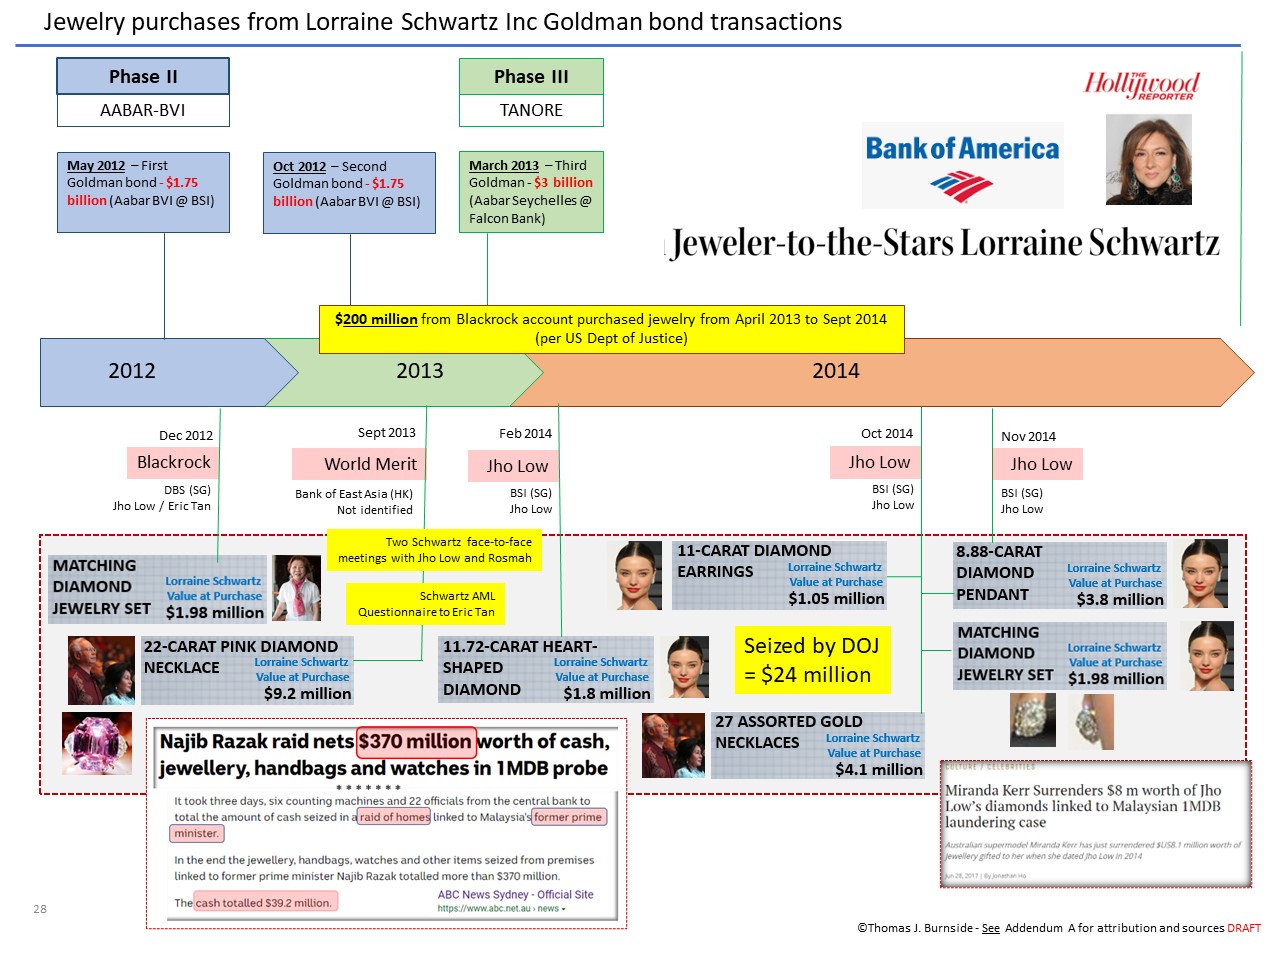 Jewelry purchases from Lorraine Schwartz Inc Goldman bond transactions
Phase II
AABAR-BVI
Phase III
TANORE
May 2012 – First
Goldman bond - $1.75
billion (Aabar BVI @ BSI)
Oct 2012 – Second
Goldman bond - $1.75
billion (Aabar BVI @ BSI)
March 2013 – Third
Goldman - $3 billion
(Aabar Seychelles @
Falcon Bank)
THE
Hollywood
REPORTER
Bank of America
Jeweler-to-the-Stars Lorraine Schwartz
$200 million from Blackrock account purchased jewelry from April 2013 to Sept 2014
(per US Dept of Justice)
2012
2013
2014
Dec 2012
Blackrock
DBS (SG)
Jho Low / Eric Tan
Sept 2013
World Merit
Bank of East Asia (HK)
Not identified
Feb 2014
Jho Low
BSI (SG)
Jho Low
Oct 2014
Jho Low
BSI (SG)
Jho Low
Nov 2014
Jho Low
BSI (SG)
Jho Low
Two Schwartz face-to-face
meetings with Jho Low and Rosmah
Schwartz AML
Questionnaire to Eric Tan
MATCHING
DIAMOND
JEWELRY SET
Lorraine Schwartz
Value at Purchase
$1.98 million
22-CARAT PINK DIAMOND
NECKLACE
Lorraine Schwartz
Value at Purchase
$9.2 million
11.72-CARAT HEART-
SHAPED
DIAMOND
Lorraine Schwartz
Value at Purchase
$1.8 million
11-CARAT DIAMOND
EARRINGS
Lorraine Schwartz
Value at Purchase
$1.05 million
8.88-CARAT
DIAMOND
PENDANT
Lorraine Schwartz
Value at Purchase
$3.8 million
MATCHING
DIAMOND
JEWELRY SET
Lorraine Schwartz
Value at Purchase
$1.98 million
Seized by DOJ
= $24 million
27 ASSORTED GOLD
NECKLACES
Lorraine Schwartz
Value at Purchase
$4.1 million
Najib Razak raid nets $370 million worth of cash,
jewellery, handbags and watches in 1MDB probe
* * * * * * *
It took three days, six counting machines and 22 officials from the central bank to
total the amount of cash seized in a raid of homes linked to Malaysia's former prime
minister.
In the end the jewellery, handbags, watches and other items seized from premises
linked to former prime minister Najib Razak totalled more than $370 million.
The cash totalled $39.2 million.
ABC News Sydney - Official Site
https://www.abc.net.au › news
CULTURE / CELEBRITIES
Miranda Kerr Surrenders $8 m worth of Jho
Low's diamonds linked to Malaysian 1MDB
laundering case
Australian supermodel Miranda Kerr has just surrendered $US8.1 million worth of
jewellery gifted to her when she dated Jho Low in 2014
Jun 28, 2017 | By Jonathan Ho
28
©Thomas J. Burnside - See Addendum A for attribution and sources DRAFT